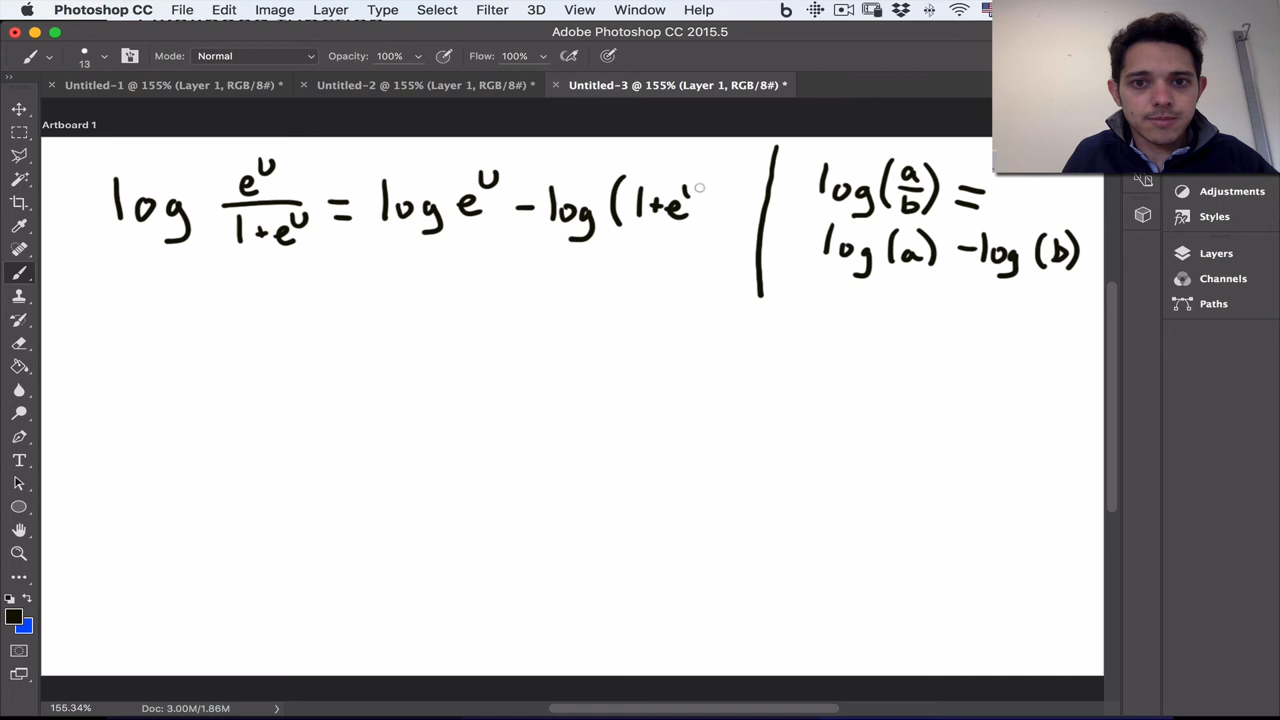 Photoshop CC File Edit Image Layer Type Select Filter 3D View Window Help
Adobe Photoshop CC 2015.5
13 Mode: Normal Opacity: 100% Flow: 100%
Untitled-1 @ 155% (Layer 1, RGB/8#) * Untitled-2 @ 155% (Layer 1, RGB/8#) * Untitled-3 @ 155% (Layer 1, RGB/8#) *
Artboard 1
log e^U/(1+e^U) = log e^U - log (1+e
log(a/b) =
log (a) - log (b)
Adjustments
Styles
Layers
Channels
Paths
155.34% Doc: 3.00M/1.86M